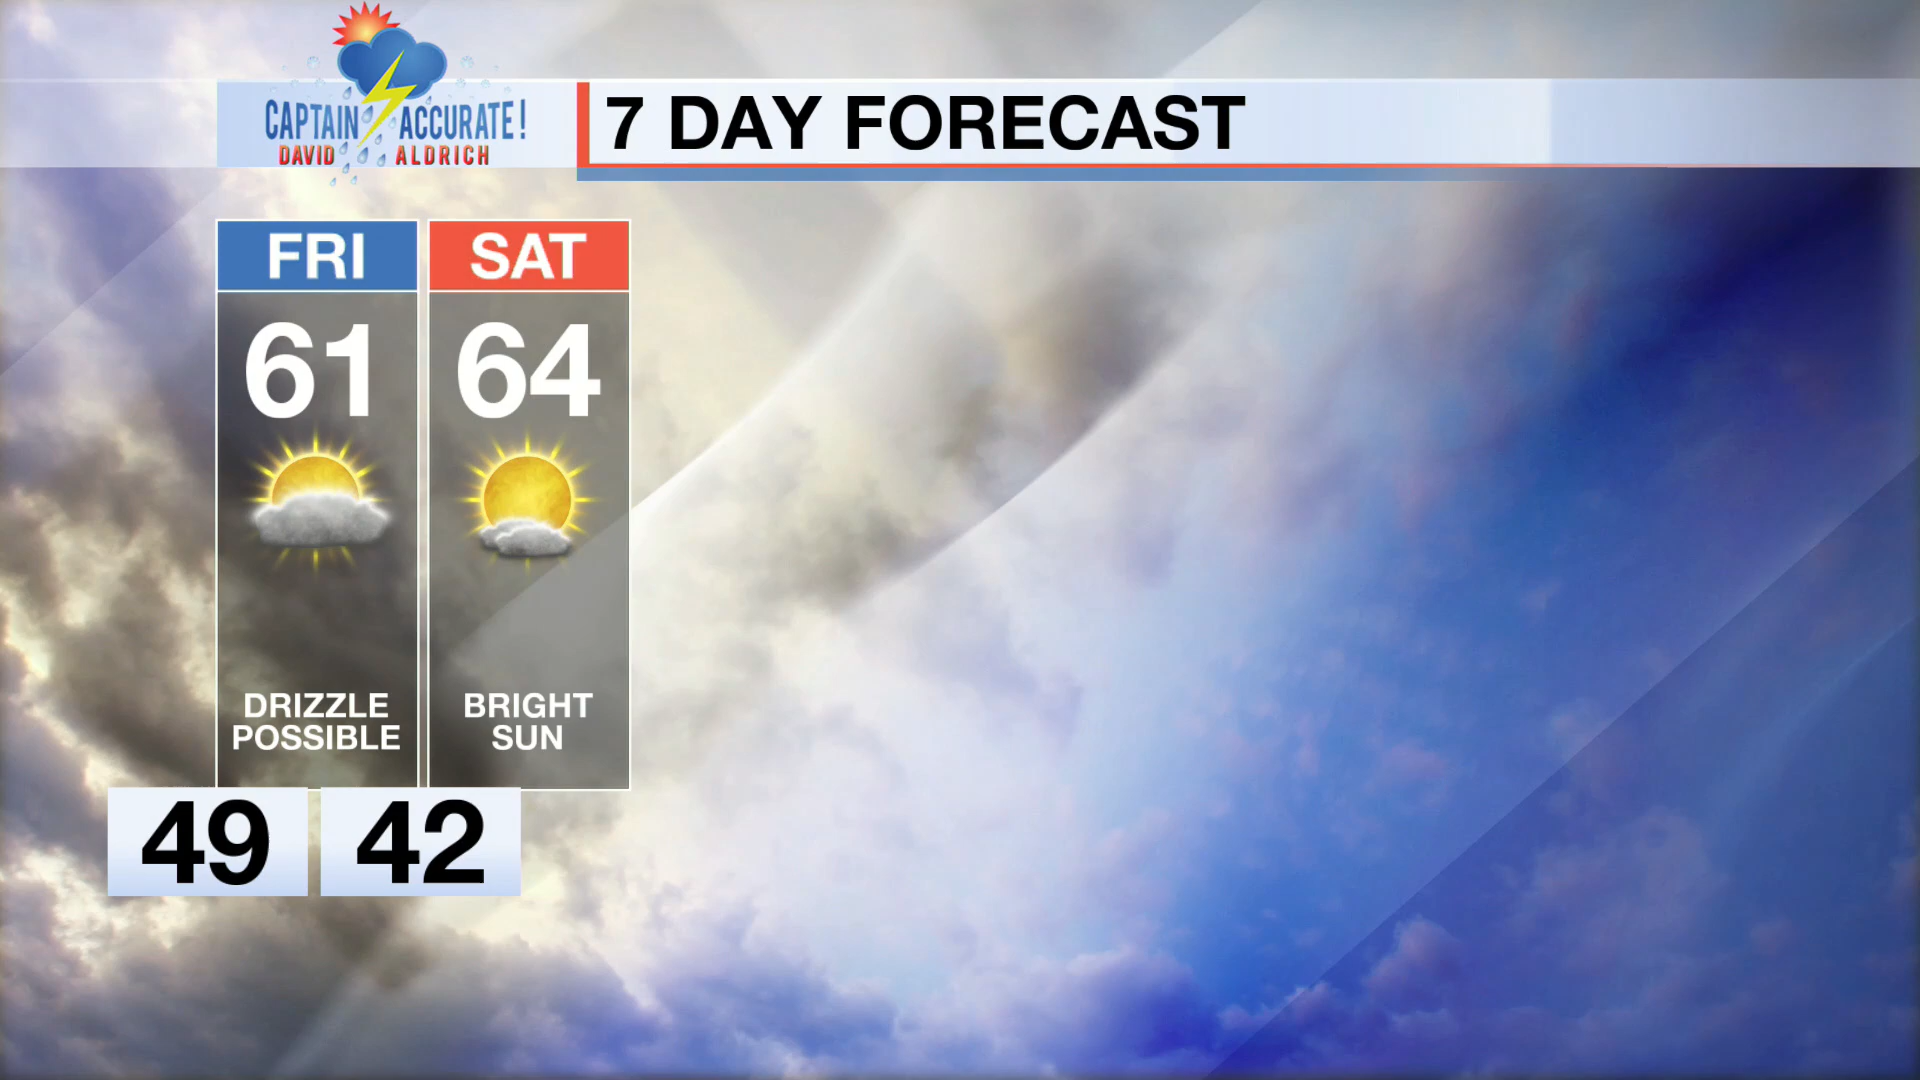 CAPTAIN ACCURATE!
DAVID ALDRICH
7 DAY FORECAST
FRI
61
DRIZZLE
POSSIBLE
SAT
64
BRIGHT
SUN
49
42